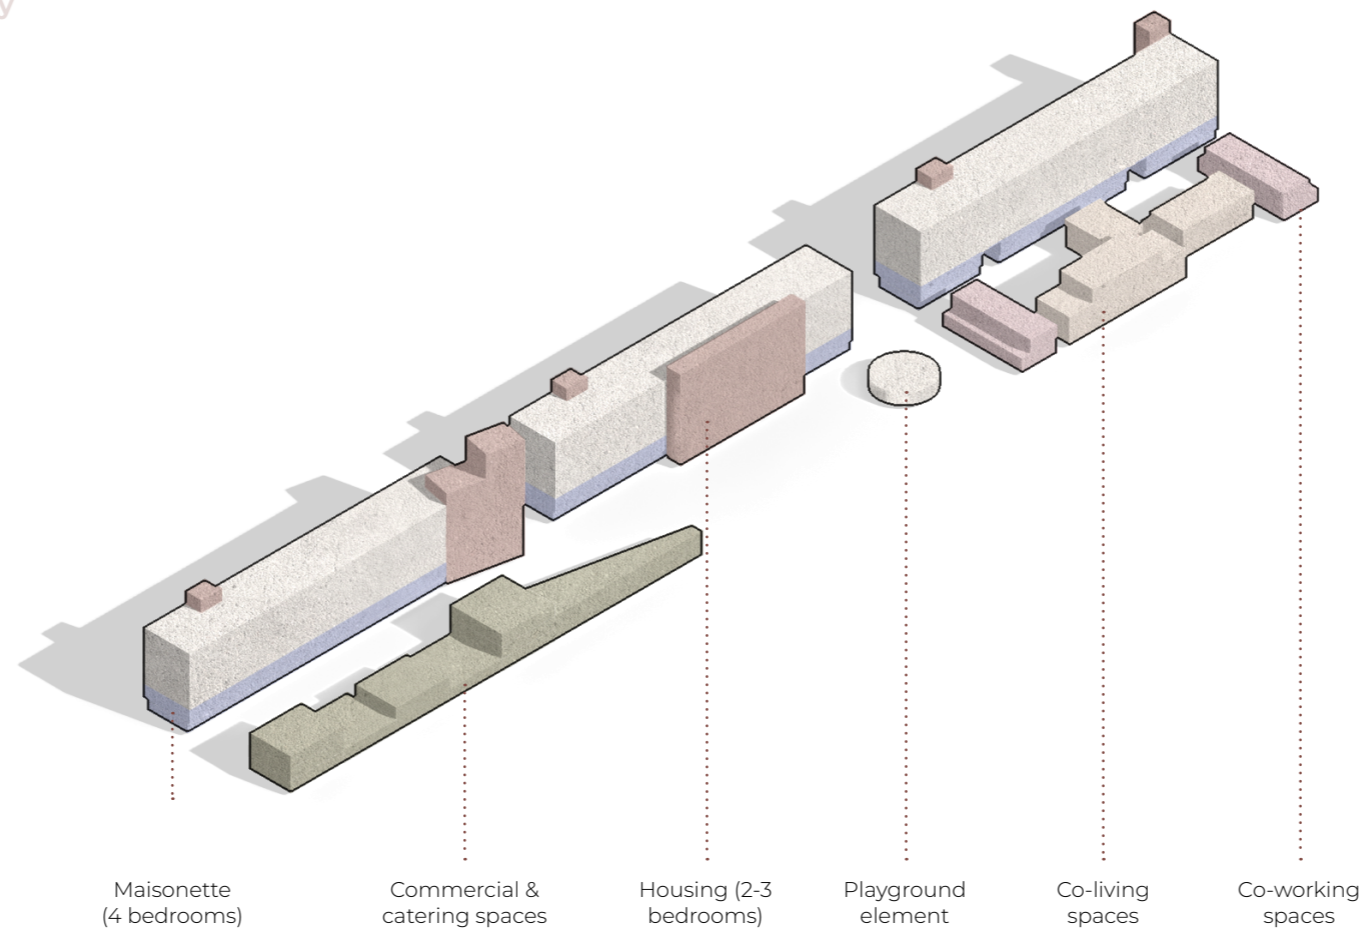 y
Maisonette
(4 bedrooms)
Commercial &
catering spaces
Housing (2-3
bedrooms)
Playground
element
Co-living
spaces
Co-working
spaces